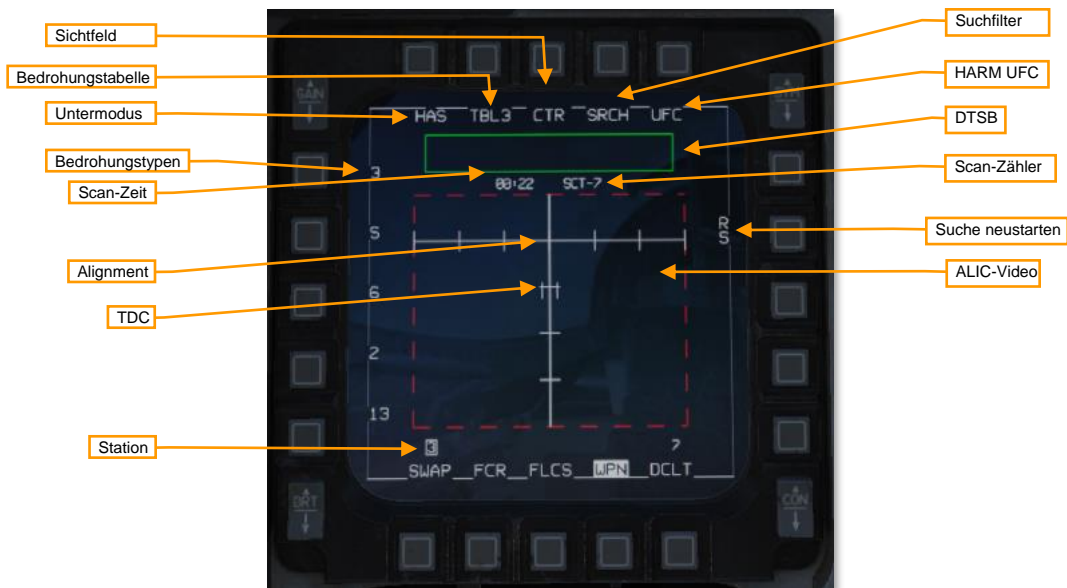 Sichtfeld
Suchfilter
Bedrohungstabelle
HARM UFC
Untermodus
DTSB
Bedrohungstypen
Scan-Zeit
Scan-Zähler
Suche neustarten
Alignment
ALIC-Video
TDC
Station
GAIN
HAS TBL3 CTR SRCH UFC
3
00:22 SCT-7
5
R
S
6
2
13
3 7
SWAP FCR FLCS WPN DCLT
BRT
CON